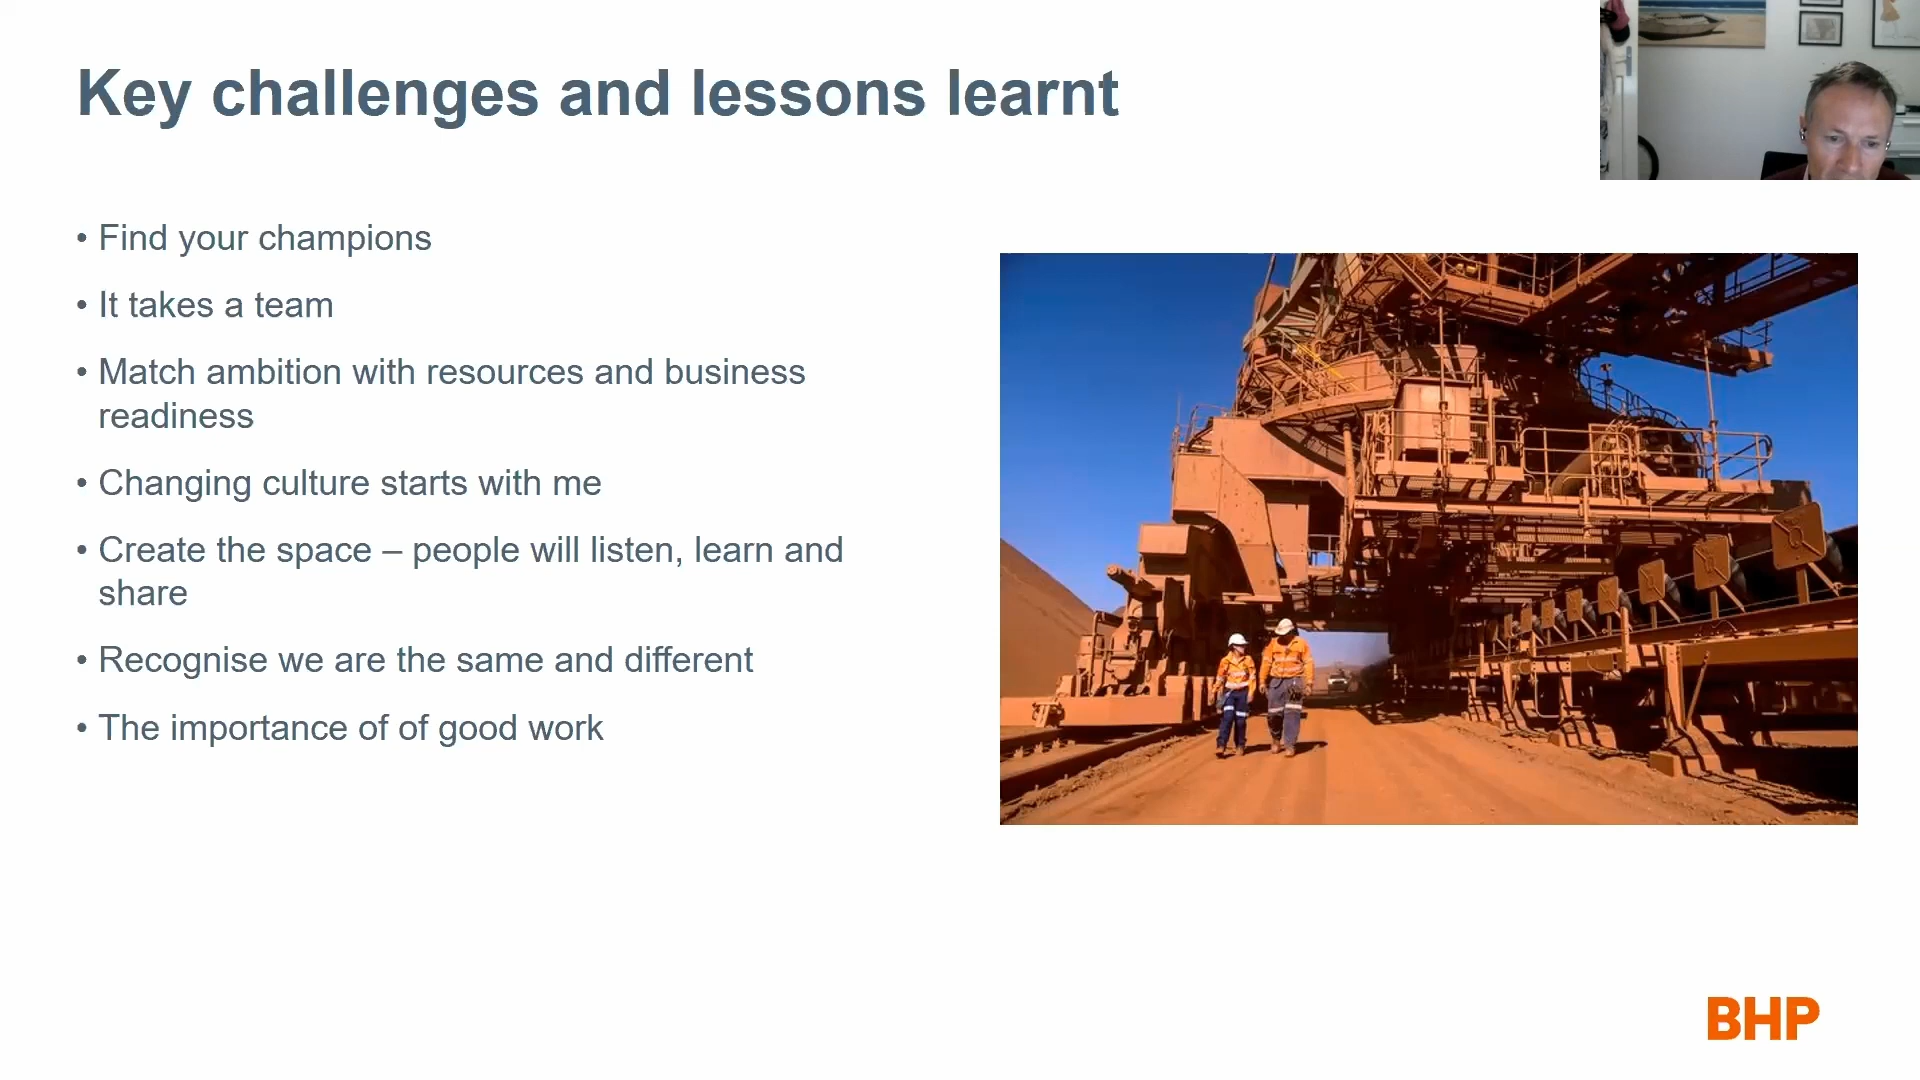 Key challenges and lessons learnt
• Find your champions
• It takes a team
• Match ambition with resources and business
readiness
• Changing culture starts with me
• Create the space – people will listen, learn and
share
• Recognise we are the same and different
• The importance of of good work
BHP